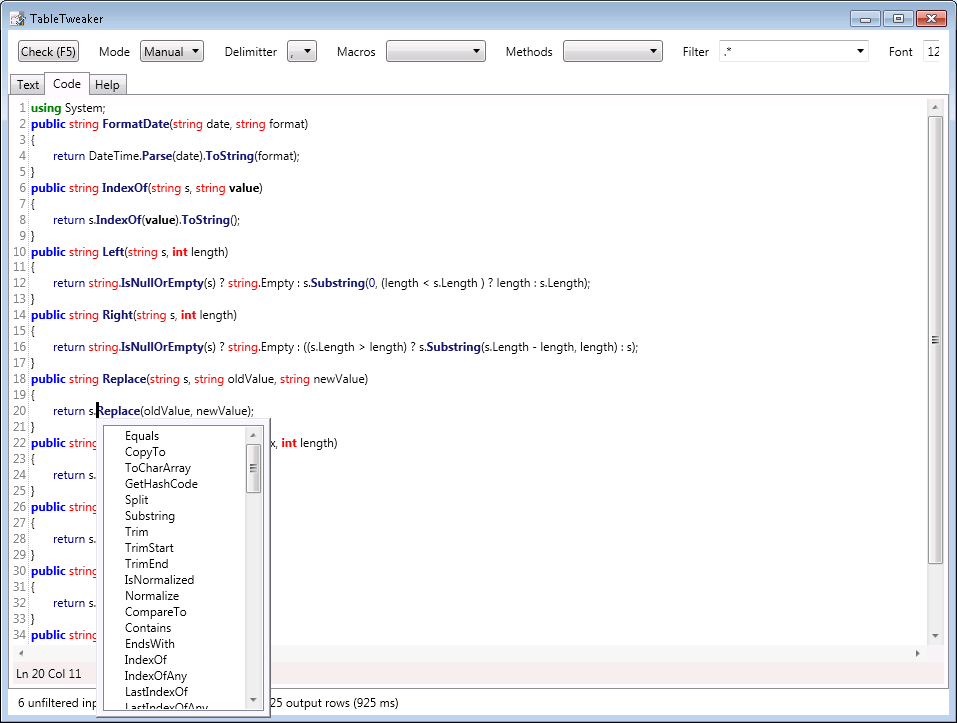 TableTweaker
Check (F5) Mode Manual Delimitter , Macros Methods Filter .* Font 12
Text Code Help
1 using System;
2 public string FormatDate(string date, string format)
3 {
4 return DateTime.Parse(date).ToString(format);
5 }
6 public string IndexOf(string s, string value)
7 {
8 return s.IndexOf(value).ToString();
9 }
10 public string Left(string s, int length)
11 {
12 return string.IsNullOrEmpty(s) ? string.Empty : s.Substring(0, (length < s.Length ) ? length : s.Length);
13 }
14 public string Right(string s, int length)
15 {
16 return string.IsNullOrEmpty(s) ? string.Empty : ((s.Length > length) ? s.Substring(s.Length - length, length) : s);
17 }
18 public string Replace(string s, string oldValue, string newValue)
19 {
20 return s.Replace(oldValue, newValue);
21 }
22 public string x, int length)
23 {
24 return s.
25 }
26 public string
27 {
28 return s.
29 }
30 public string
31 {
32 return s.
33 }
34 public string
Equals
CopyTo
ToCharArray
GetHashCode
Split
Substring
Trim
TrimStart
TrimEnd
IsNormalized
Normalize
CompareTo
Contains
EndsWith
IndexOf
IndexOfAny
LastIndexOf
LastIndexOfAny
Ln 20 Col 11
6 unfiltered inp 25 output rows (925 ms)